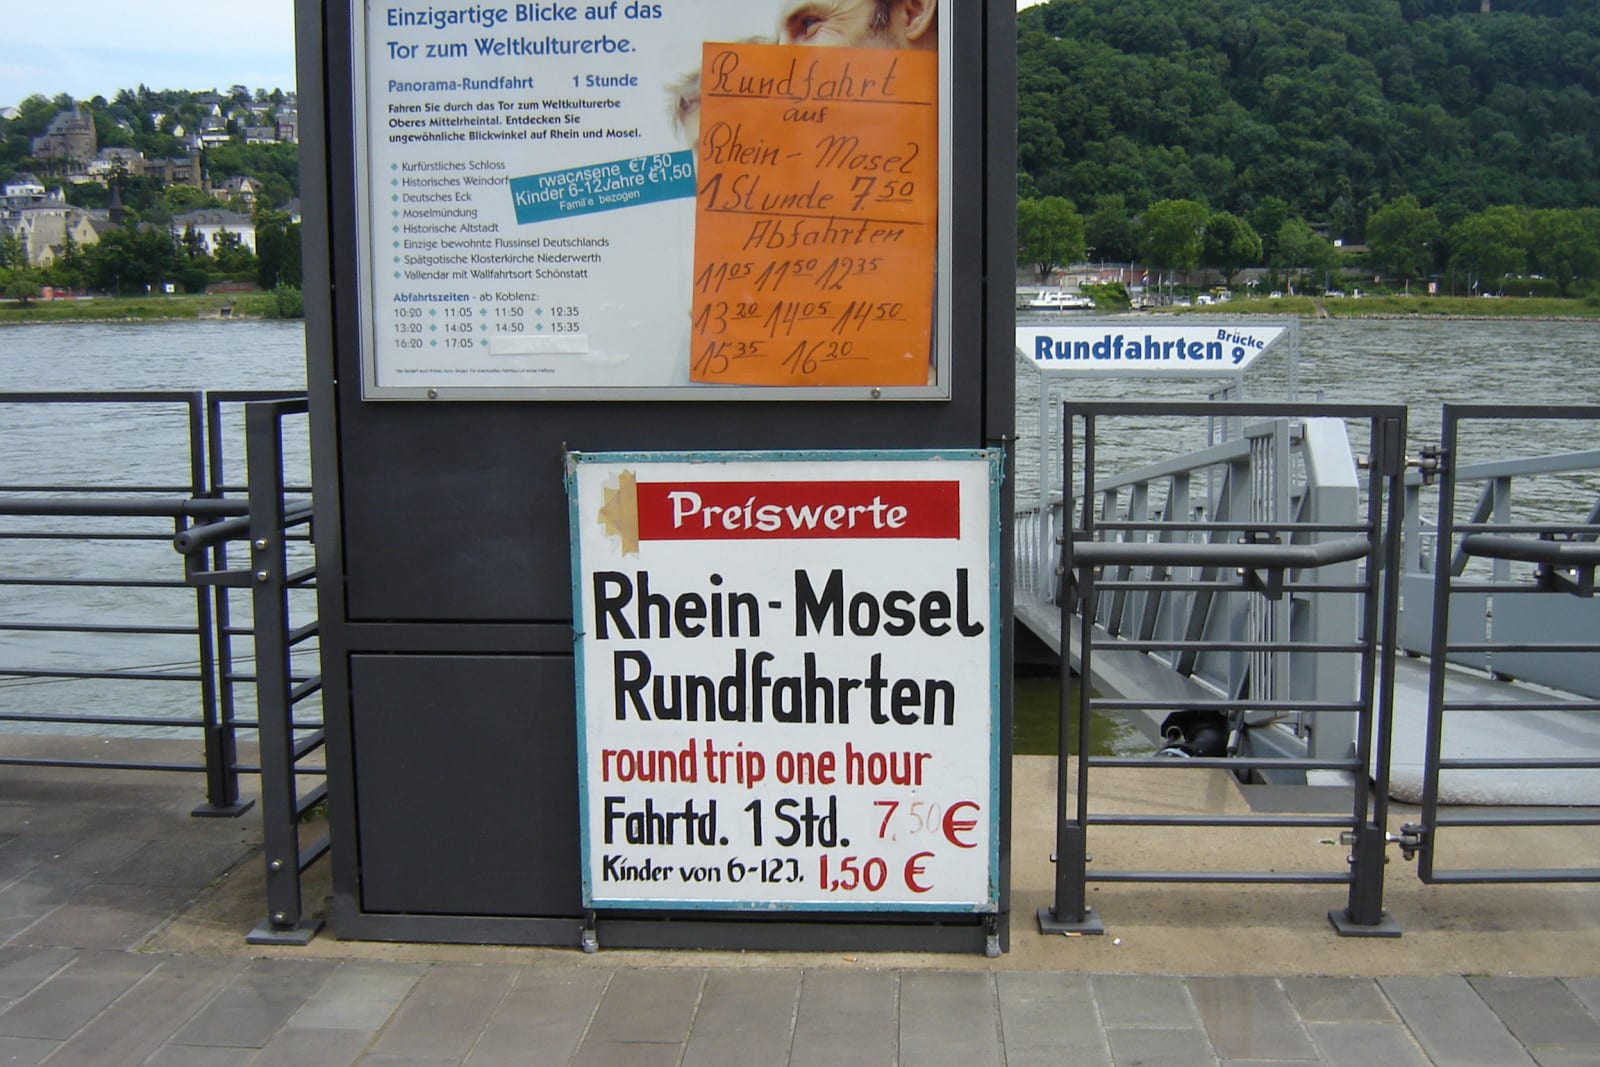 Einzigartige Blicke auf das
Tor zum Weltkulturerbe.
Panorama-Rundfahrt 1 Stunde
Fahren Sie durch das Tor zum Weltkulturerbe
Oberes Mittelrheintal. Entdecken Sie
ungewöhnliche Blickwinkel auf Rhein und Mosel.
Kurfürstliches Schloss
Historisches Weindorf
Deutsches Eck
Moselmündung
Historische Altstadt
Einzige bewohnte Flussinsel Deutschlands
Spätgotische Klosterkirche Niederwerth
Vallendar mit Wallfahrtsort Schönstatt
rwachsene €7,50
Kinder 6-12Jahre €1,50
Familie bezogen
Abfahrtszeiten - ab Koblenz:
10:20 11:05 11:50 12:35
13:20 14:05 14:50 15:35
16:20 17:05
Rundfahrt
auf
Rhein - Mosel
1 Stunde 7.50
Abfahrten
11 05 11 50 12 35
13 20 14 05 14 50
15 35 16 20
Rundfahrten Brücke 9
Preiswerte
Rhein - Mosel
Rundfahrten
round trip one hour
Fahrtd. 1 Std. 7.50 €
Kinder von 6-12 J. 1,50 €